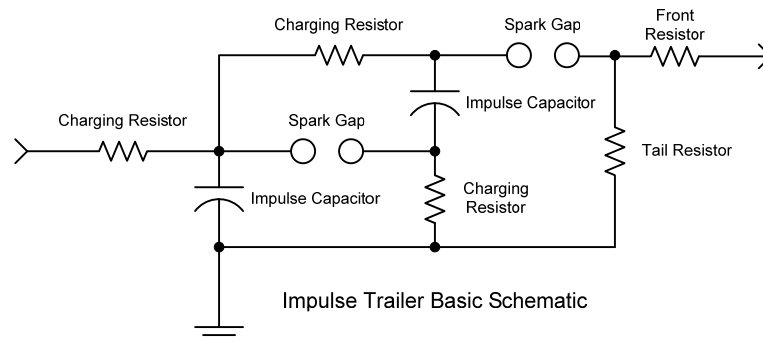 Front
Resistor
Charging Resistor
Spark Gap
Impulse Capacitor
Charging Resistor
Spark Gap
Tail Resistor
Impulse Capacitor
Charging
Resistor
Impulse Trailer Basic Schematic